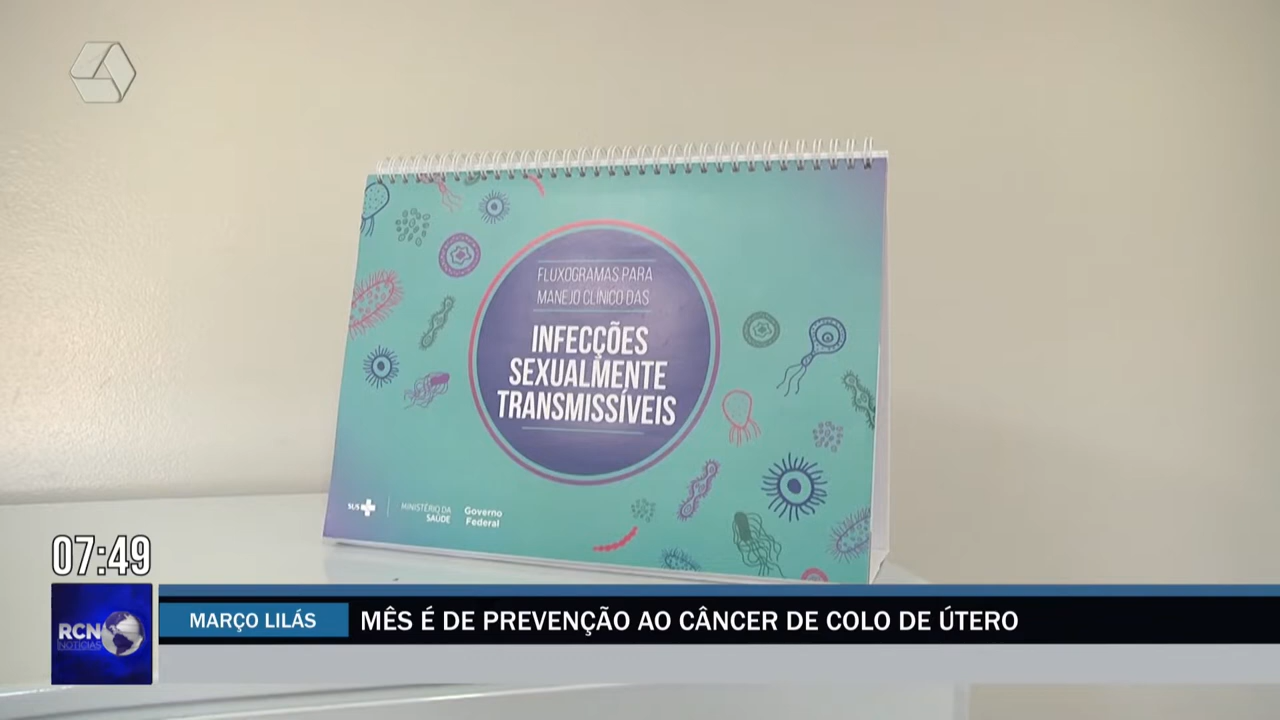 FLUXOGRAMAS PARA
MANEJO CLÍNICO DAS
INFECÇÕES
SEXUALMENTE
TRANSMISSÍVEIS
SUS
MINISTÉRIO DA
SAÚDE
Governo
Federal
07:49
RCN
NOTÍCIAS
MARÇO LILÁS
MÊS É DE PREVENÇÃO AO CÂNCER DE COLO DE ÚTERO